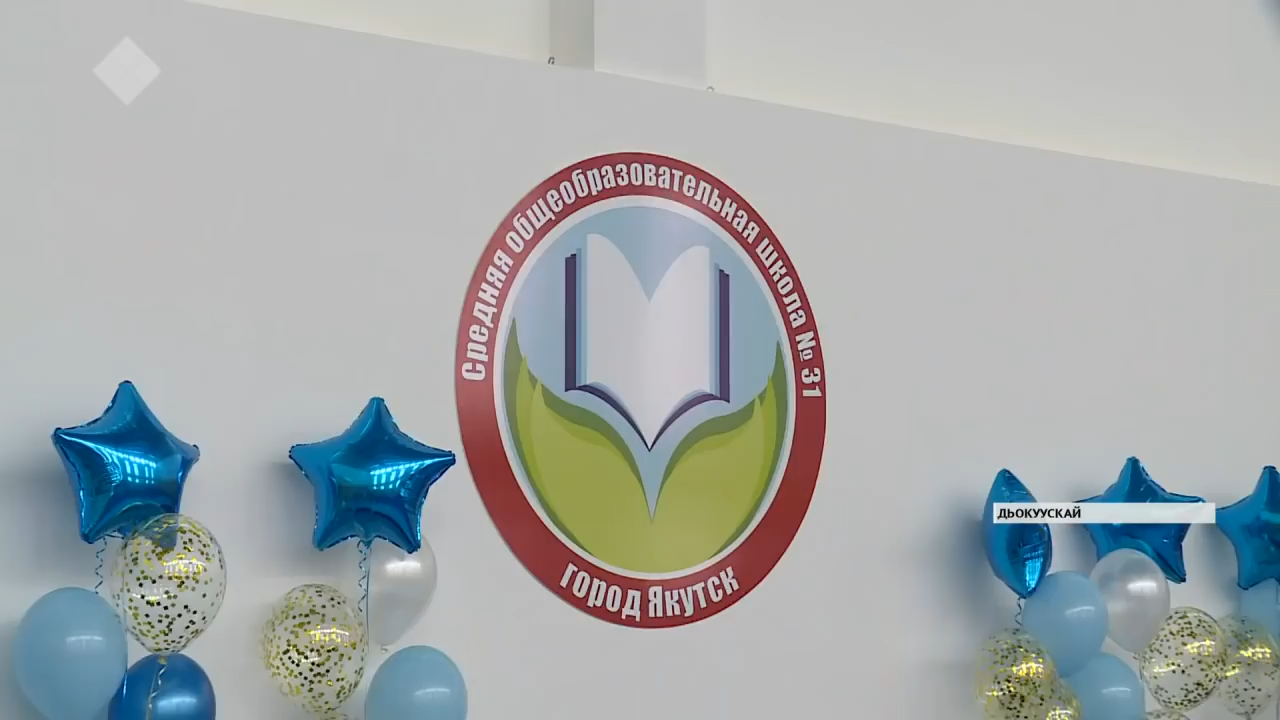 Средняя общеобразовательная школа № 31
город Якутск
ДЬОКУУСКАЙ